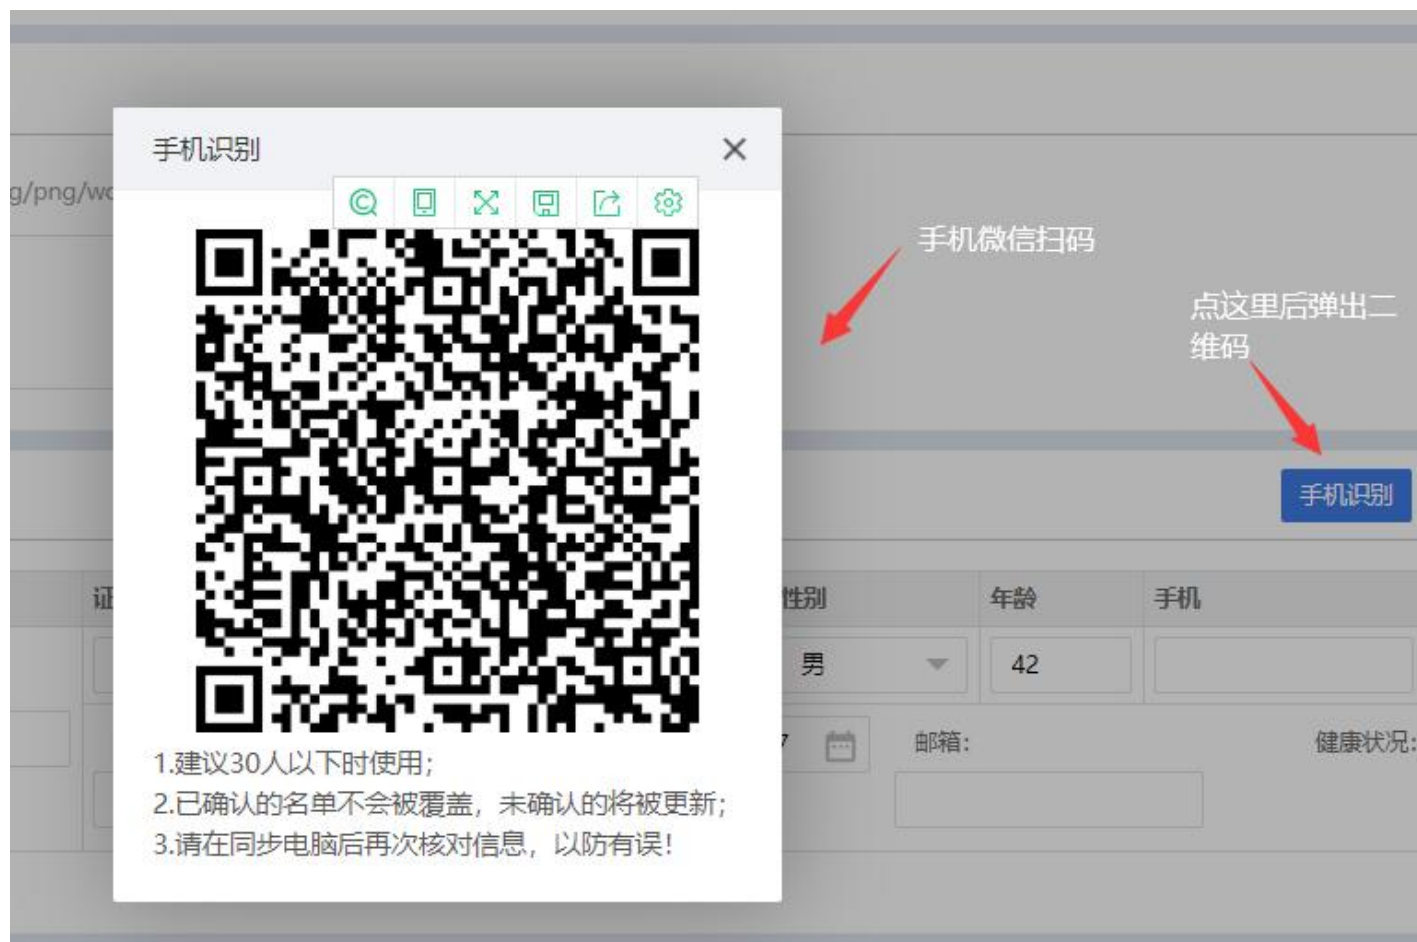 手机识别
g/png/wo
手机微信扫码
点这里后弹出二
维码
手机识别
证
性别
年龄
手机
男
42
7
邮箱:
健康状况:
1.建议30人以下时使用;
2.已确认的名单不会被覆盖，未确认的将被更新;
3.请在同步电脑后再次核对信息，以防有误!